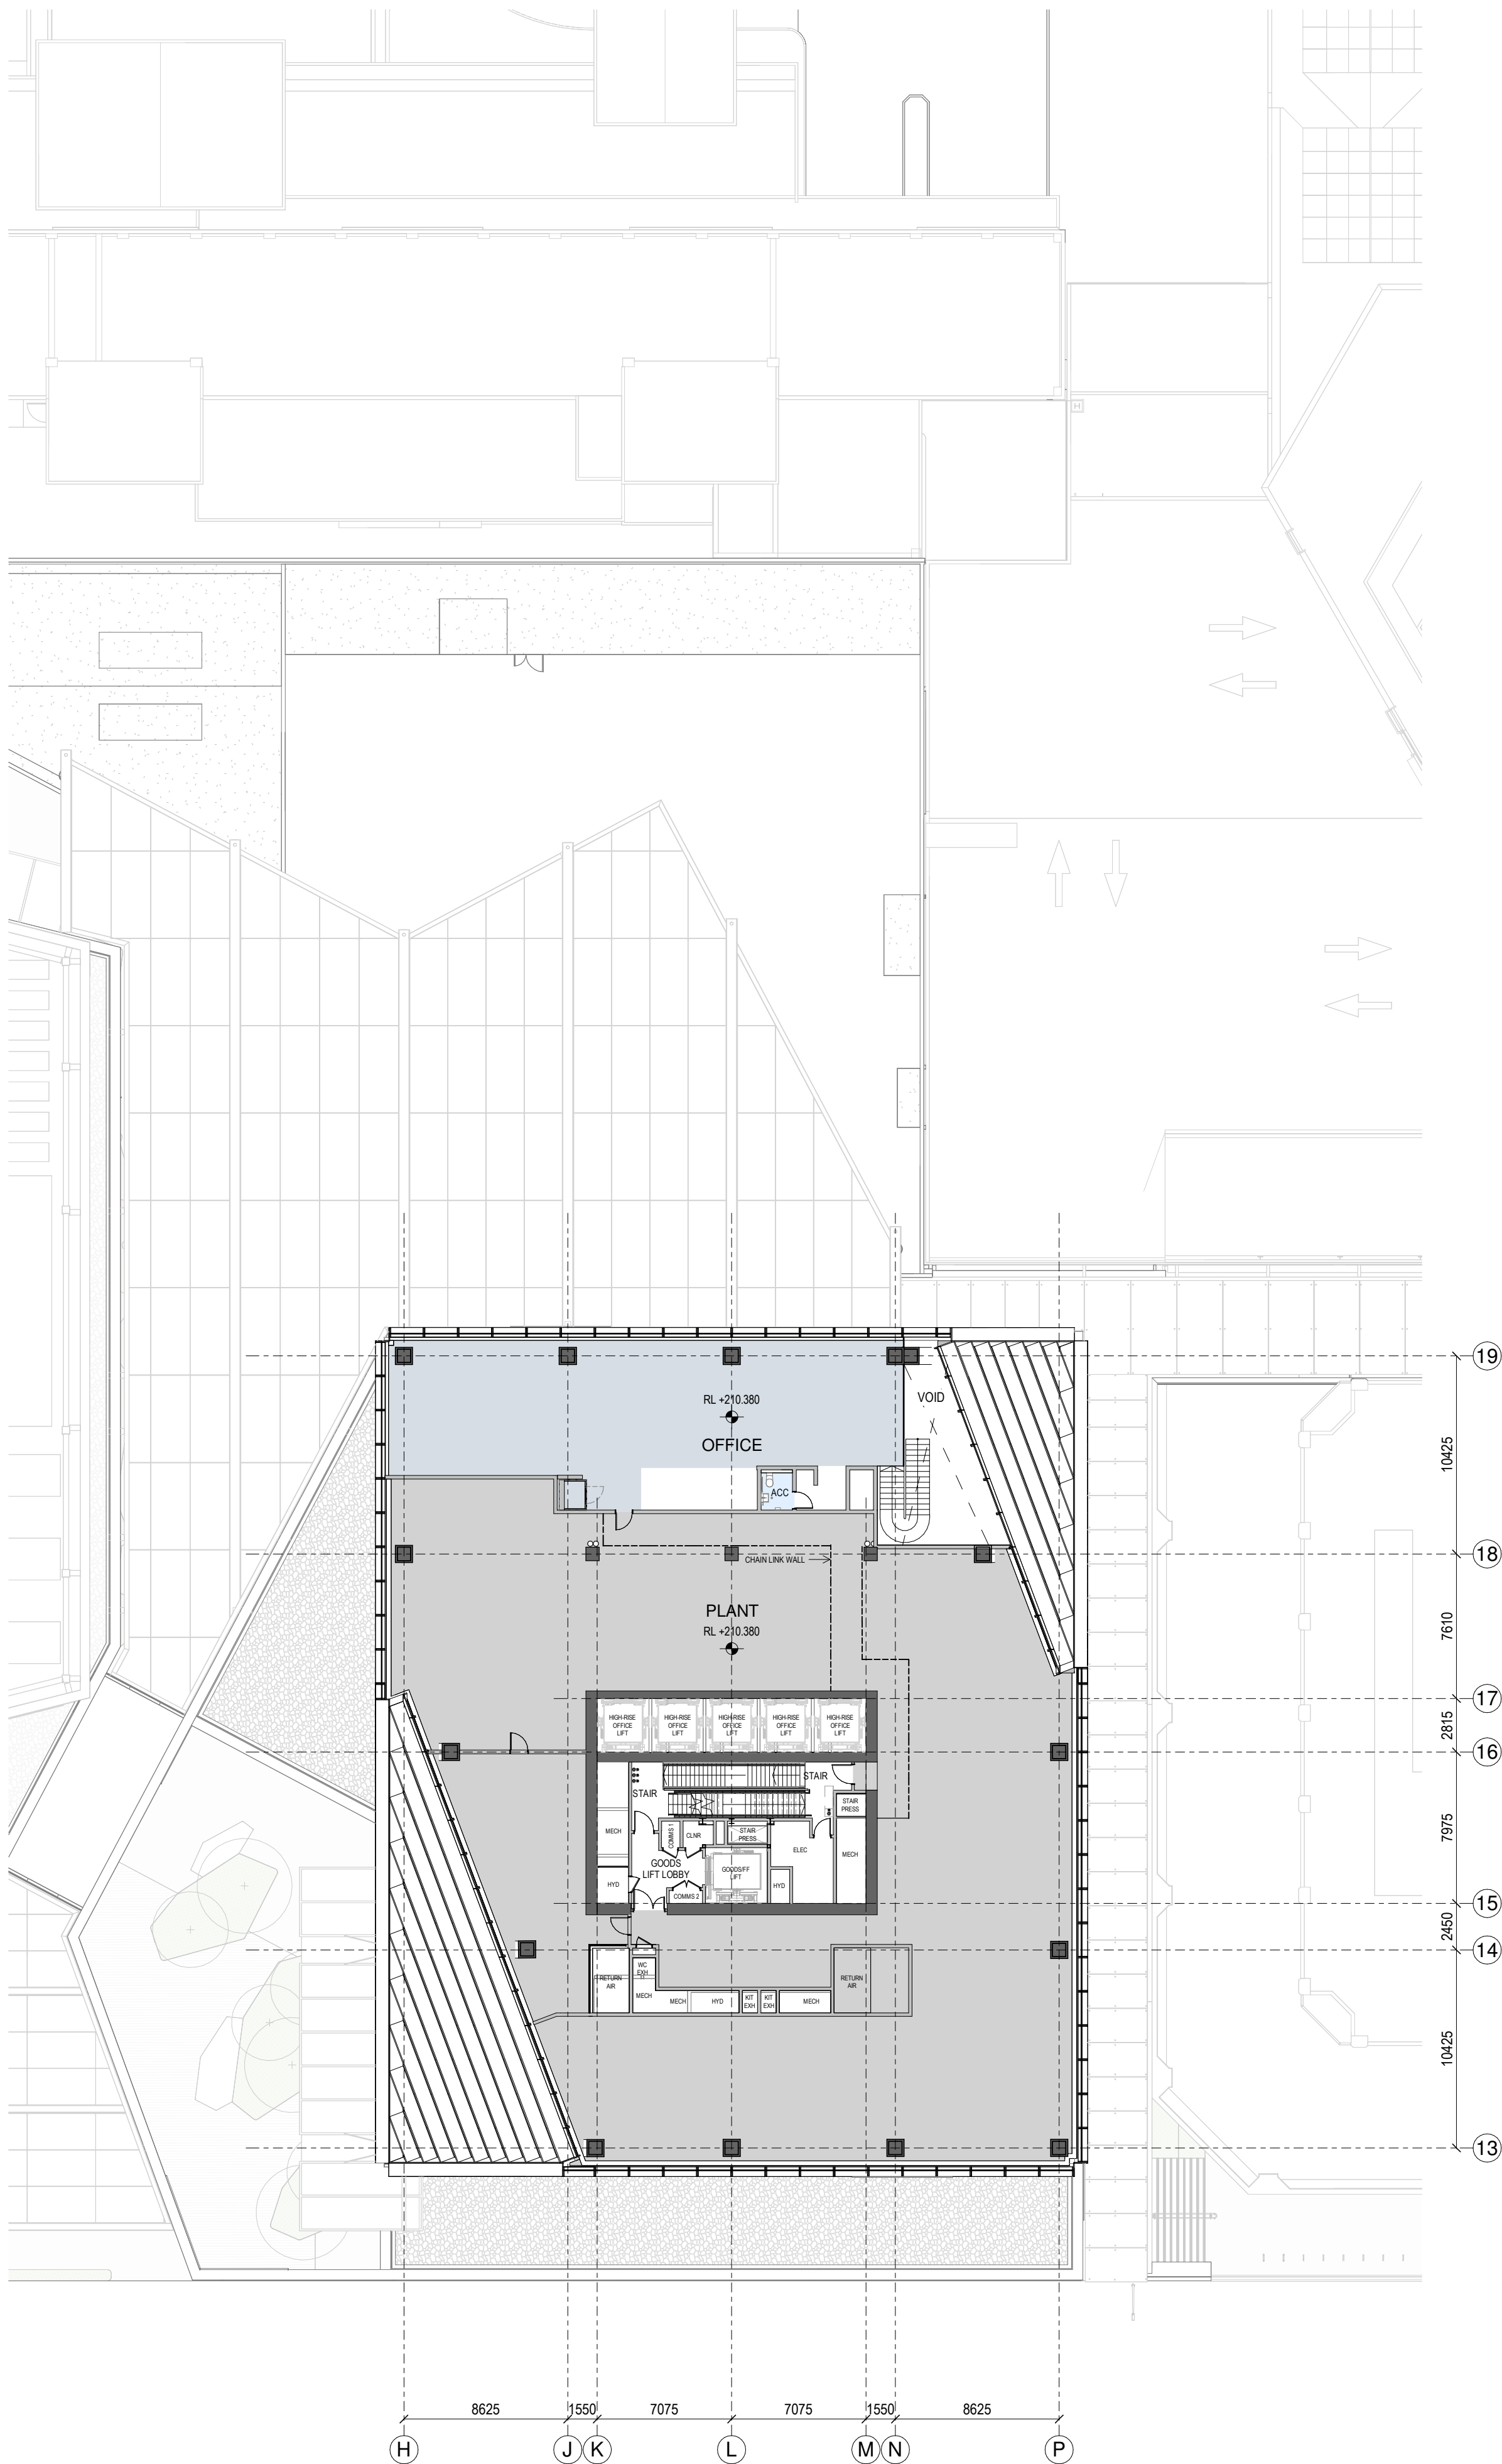 H
19
RL +210.380
VOID
OFFICE
10425
ACC
18
CHAIN LINK WALL
PLANT
RL +210.380
7610
17
HIGH-RISE
OFFICE
LIFT
HIGH-RISE
OFFICE
LIFT
HIGH-RISE
OFFICE
LIFT
HIGH-RISE
OFFICE
LIFT
HIGH-RISE
OFFICE
LIFT
2815
16
STAIR
STAIR
STAIR
PRESS
MECH
COMMS 1
CLNR
STAIR
PRESS
ELEC
MECH
7975
GOODS
LIFT LOBBY
GOODS/FF
LIFT
HYD
COMMS 2
HYD
15
2450
14
RETURN
AIR
WC
EXH
MECH
MECH
HYD
KIT
EXH
KIT
EXH
MECH
RETURN
AIR
10425
13
8625
1550
7075
7075
1550
8625
H
J
K
L
M
N
P